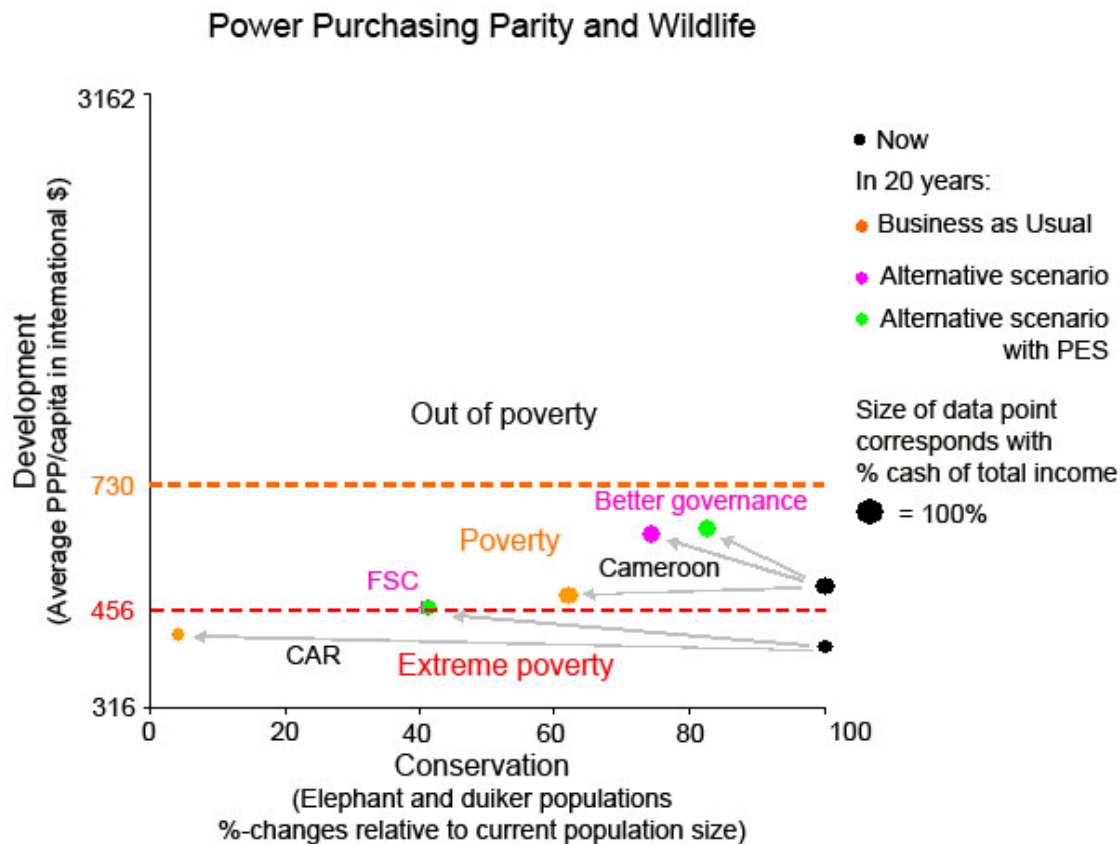 Power Purchasing Parity and Wildlife
3162
Development
(Average PPP/capita in international $)
730
456
316
Out of poverty
Better governance
Poverty
Cameroon
FSC
CAR
Extreme poverty
0 20 40 60 80 100
Conservation
(Elephant and duiker populations
%-changes relative to current population size)
Now
In 20 years:
Business as Usual
Alternative scenario
Alternative scenario
with PES
Size of data point
corresponds with
% cash of total income
= 100%